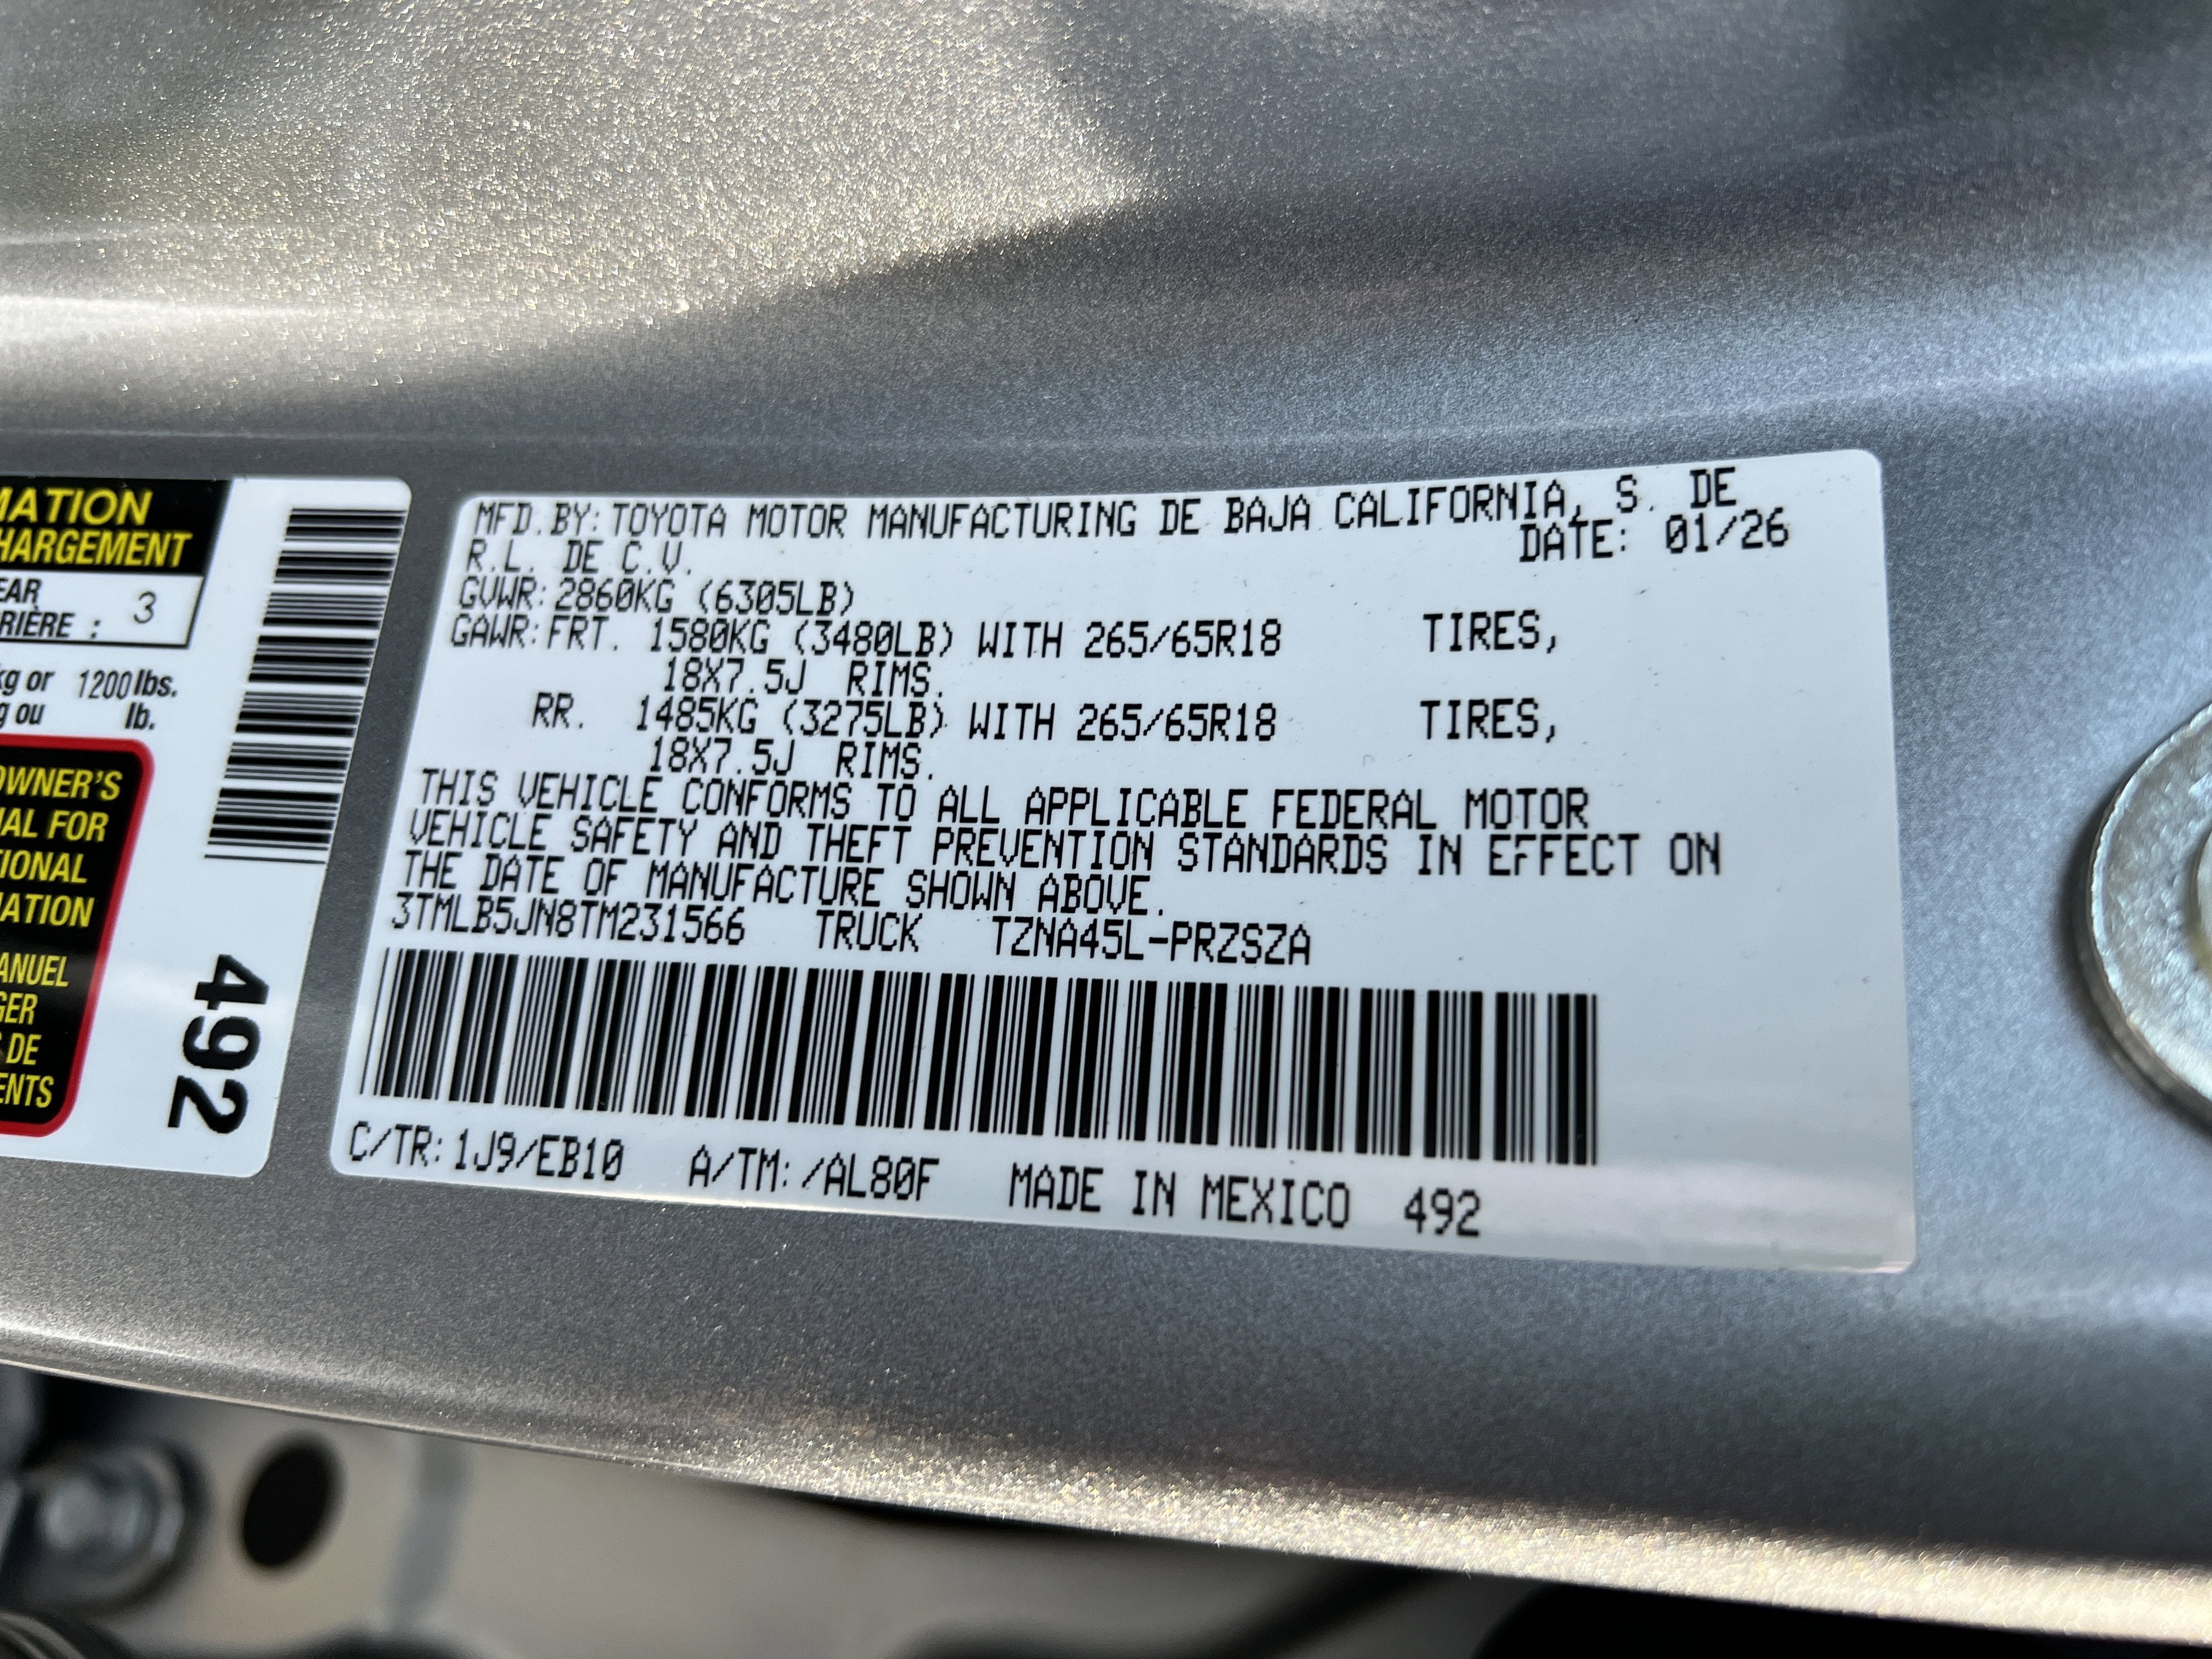 MATION
HARGEMENT
EAR
RIÈRE : 3
kg or 1200 lbs.
g ou lb.
OWNER'S
UAL FOR
TIONAL
MATION
ANUEL
GER
S DE
ENTS
492
MFD.BY:TOYOTA MOTOR MANUFACTURING DE BAJA CALIFORNIA, S. DE
R.L. DE C.V. DATE: 01/26
GVWR:2860KG (6305LB)
GAWR:FRT. 1580KG (3480LB) WITH 265/65R18 TIRES,
18X7.5J RIMS.
RR. 1485KG (3275LB) WITH 265/65R18 TIRES,
18X7.5J RIMS.
THIS VEHICLE CONFORMS TO ALL APPLICABLE FEDERAL MOTOR
VEHICLE SAFETY AND THEFT PREVENTION STANDARDS IN EFFECT ON
THE DATE OF MANUFACTURE SHOWN ABOVE.
3TMLB5JN8TM231566 TRUCK TZNA45L-PRZSZA
C/TR:1J9/EB10 A/TM:/AL80F MADE IN MEXICO 492